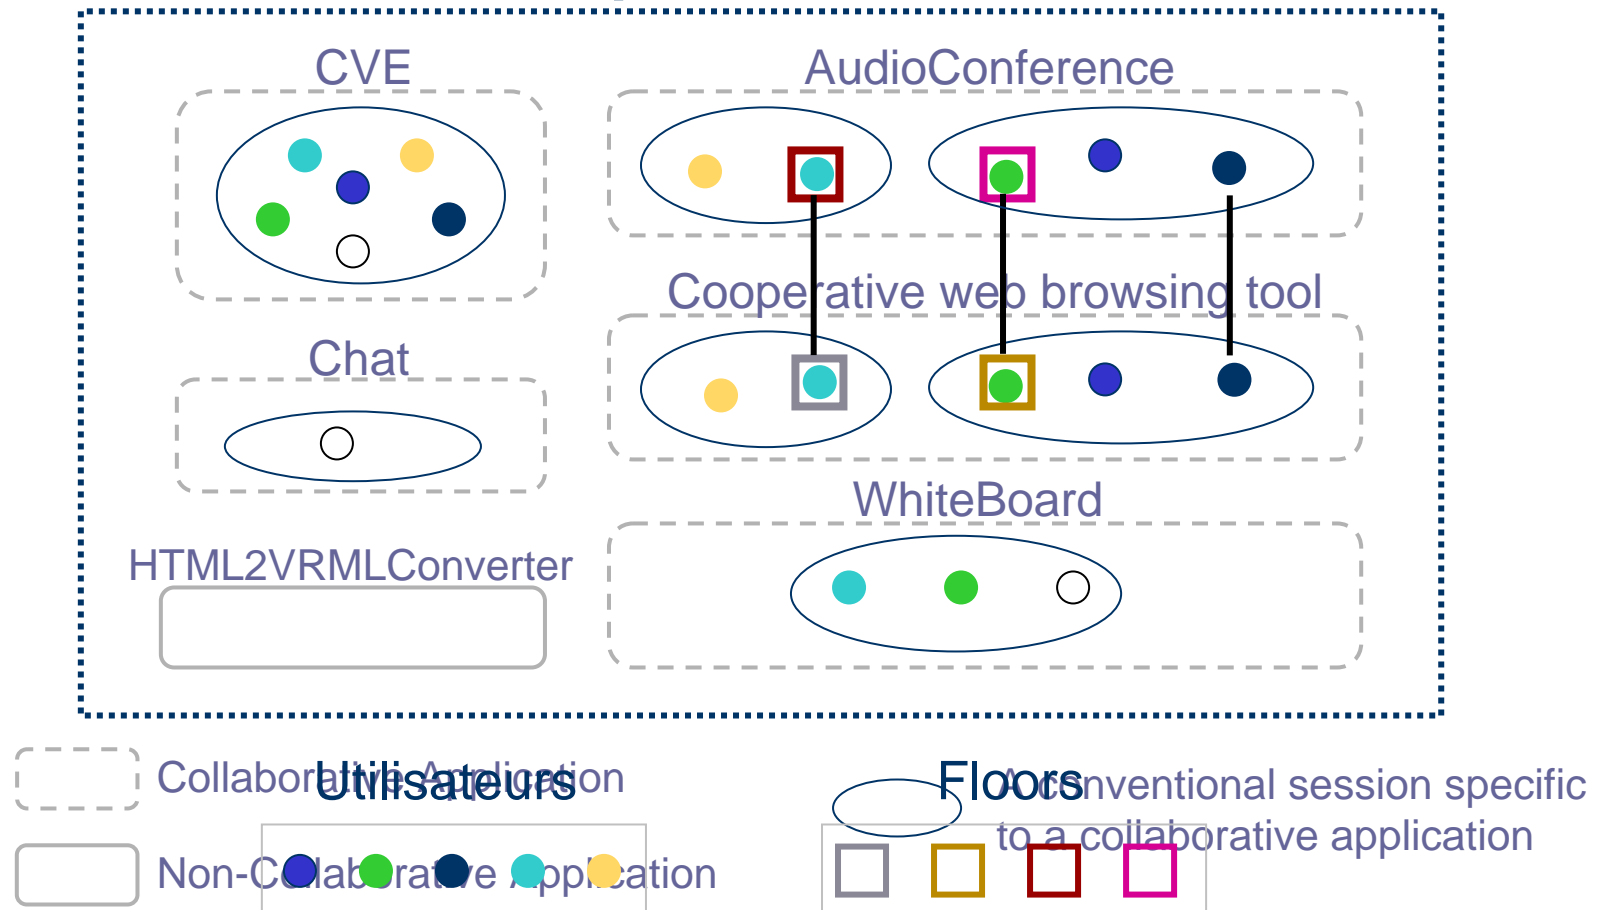 CVE
AudioConference
Cooperative web browsing tool
Chat
WhiteBoard
HTML2VRMLConverter
Collaborative Application
Utilisateurs
Floors
A conventional session specific
to a collaborative application
Non-Collaborative Application